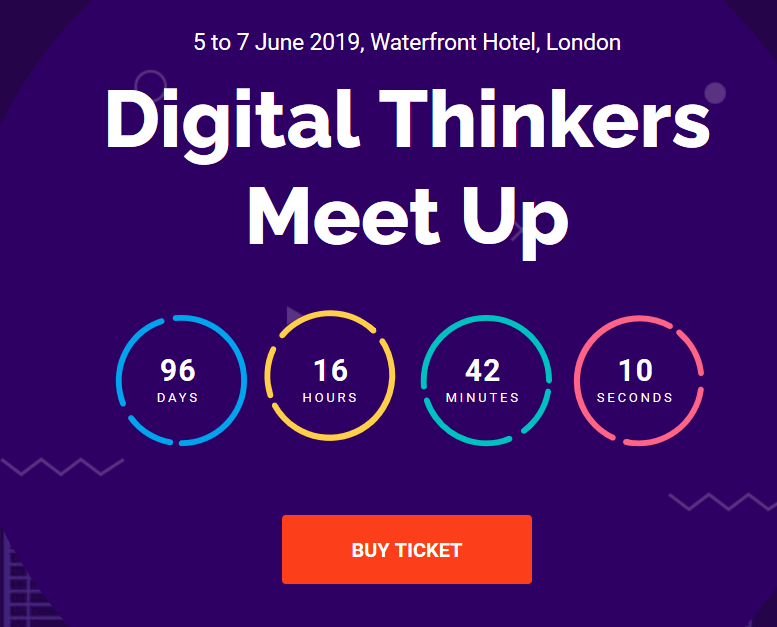 5 to 7 June 2019, Waterfront Hotel, London
Digital Thinkers
Meet Up
96 16 42 10
DAYS HOURS MINUTES SECONDS
BUY TICKET